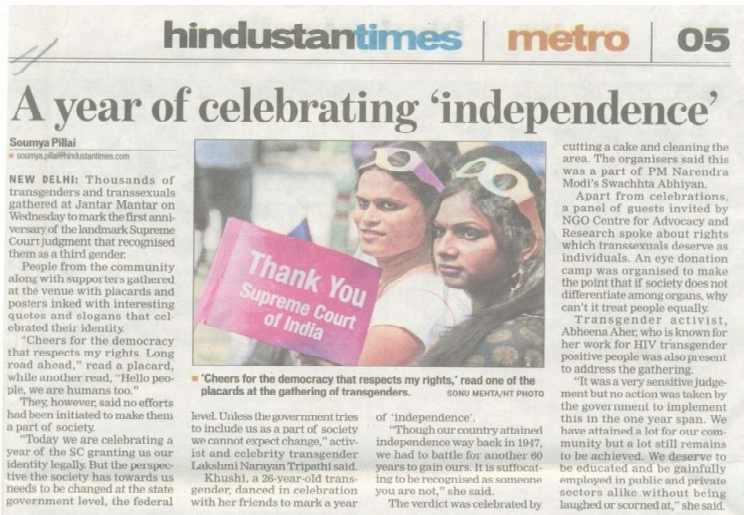 hindustantimes | metro | 05
A year of celebrating 'independence'
Soumya Pillai
soumya.pillai@hindustantimes.com
NEW DELHI: Thousands of
transgenders and transsexuals
gathered at Jantar Mantar on
Wednesday to mark the first anni-
versary of the landmark Supreme
Court judgment that recognised
them as a third gender.
People from the community
along with supporters gathered
at the venue with placards and
posters inked with interesting
quotes and slogans that cel-
ebrated their identity.
"Cheers for the democracy
that respects my rights. Long
road ahead," read a placard,
while another read, "Hello peo-
ple, we are humans too."
They, however, said no efforts
had been initiated to make them
a part of society.
"Today we are celebrating a
year of the SC granting us our
identity legally. But the perspec-
tive the society has towards us
needs to be changed at the state
government level, the federal
Thank You
Supreme Court
of India
'Cheers for the democracy that respects my rights,' read one of the
placards at the gathering of transgenders. SONU MEHTA/HT PHOTO
level. Unless the government tries
to include us as a part of society
we cannot expect change," activ-
ist and celebrity transgender
Lakshmi Narayan Tripathi said.
Khushi, a 26-year-old trans-
gender, danced in celebration
with her friends to mark a year
of 'independence'.
"Though our country attained
independence way back in 1947,
we had to battle for another 60
years to gain ours. It is suffocat-
ing to be recognised as someone
you are not," she said.
The verdict was celebrated by
cutting a cake and cleaning the
area. The organisers said this
was a part of PM Narendra
Modi's Swachhta Abhiyan.
Apart from celebrations,
a panel of guests invited by
NGO Centre for Advocacy and
Research spoke about rights
which transsexuals deserve as
individuals. An eye donation
camp was organised to make
the point that if society does not
differentiate among organs, why
can't it treat people equally.
Transgender activist,
Abheena Aher, who is known for
her work for HIV transgender
positive people was also present
to address the gathering.
"It was a very sensitive judge-
ment but no action was taken by
the government to implement
this in the one year span. We
have attained a lot for our com-
munity but a lot still remains
to be achieved. We deserve to
be educated and be gainfully
employed in public and private
sectors alike without being
laughed or scorned at," she said.